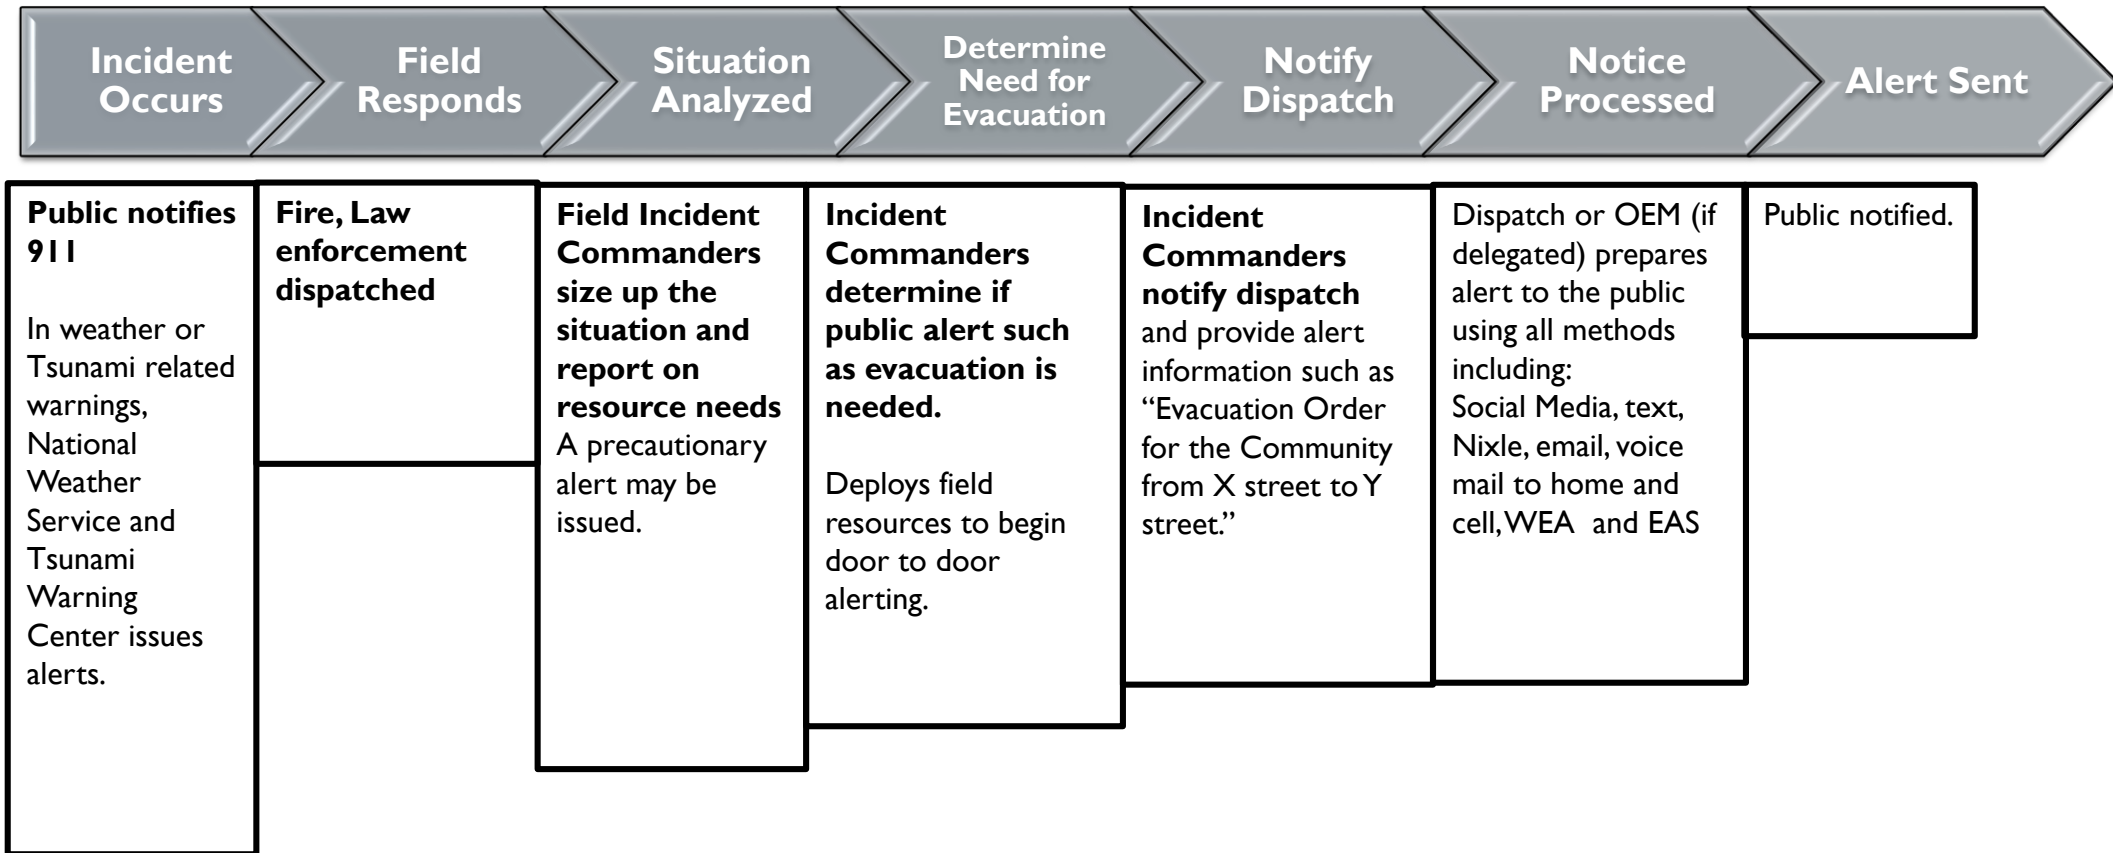 Incident
Occurs
Field
Responds
Situation
Analyzed
Determine
Need for
Evacuation
Notify
Dispatch
Notice
Processed
Alert Sent
Public notifies
911
In weather or
Tsunami related
warnings,
National
Weather
Service and
Tsunami
Warning
Center issues
alerts.
Fire, Law
enforcement
dispatched
Field Incident
Commanders
size up the
situation and
report on
resource needs
A precautionary
alert may be
issued.
Incident
Commanders
determine if
public alert such
as evacuation is
needed.
Deploys field
resources to begin
door to door
alerting.
Incident
Commanders
notify dispatch
and provide alert
information such as
“Evacuation Order
for the Community
from X street to Y
street.”
Dispatch or OEM (if
delegated) prepares
alert to the public
using all methods
including:
Social Media, text,
Nixle, email, voice
mail to home and
cell, WEA and EAS
Public notified.